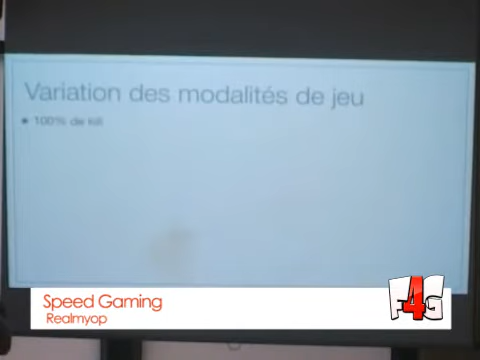 Variation des modalités de jeu
• 100% de kill
Speed Gaming
Realmyop
F4G